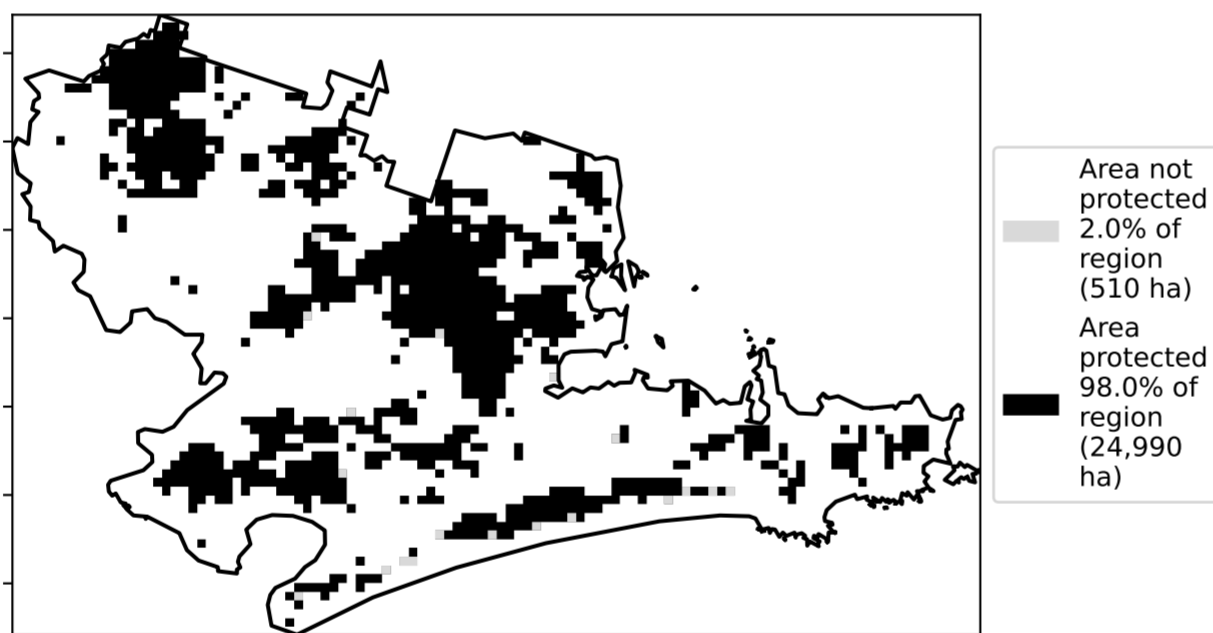 Area not
protected
2.0% of
region
(510 ha)
Area
protected
98.0% of
region
(24,990
ha)